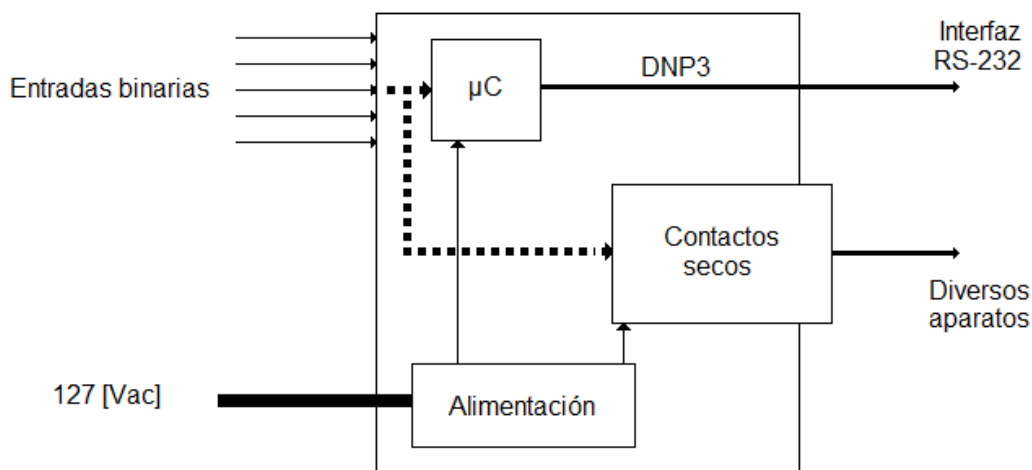 Interfaz
RS-232
DNP3
µC
Entradas binarias
Contactos
secos
Diversos
aparatos
127 [Vac]
Alimentación